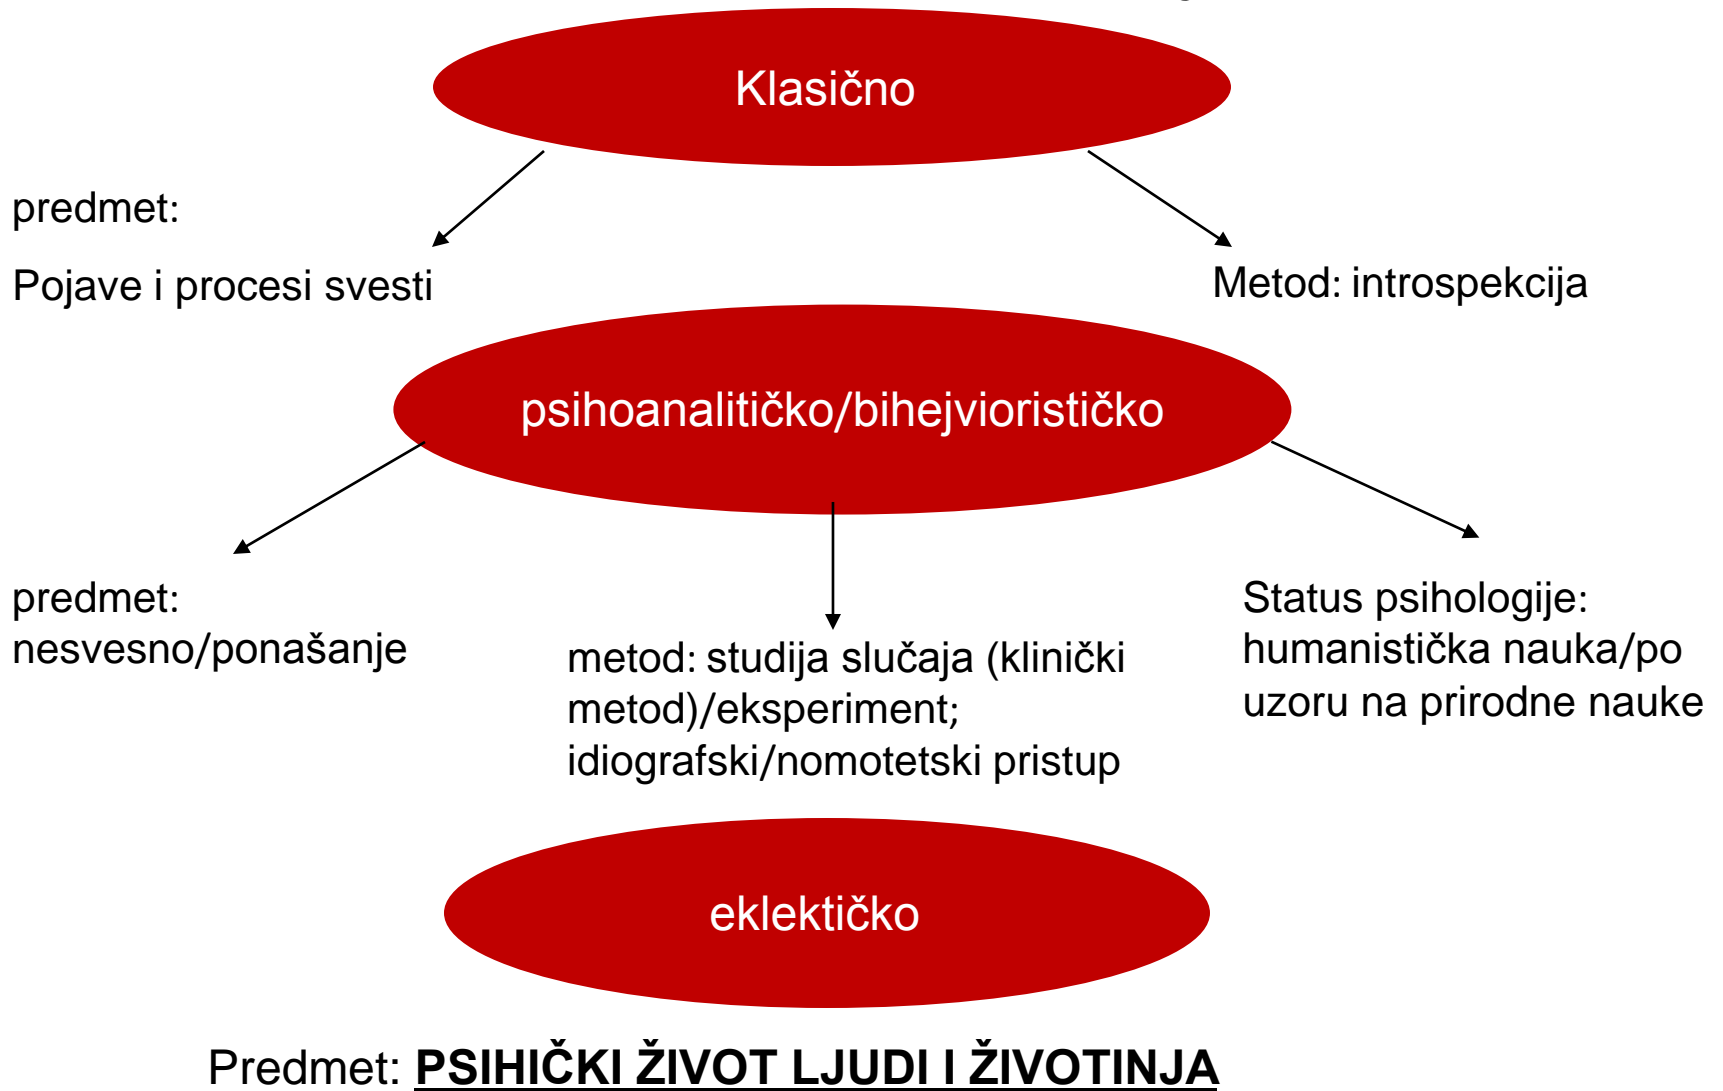 Klasično
predmet:
Pojave i procesi svesti
Metod: introspekcija
psihoanalitičko/bihejviorističko
predmet:
nesvesno/ponašanje
metod: studija slučaja (klinički
metod)/eksperiment;
idiografski/nomotetski pristup
Status psihologije:
humanistička nauka/po
uzoru na prirodne nauke
eklektičko
Predmet: PSIHIČKI ŽIVOT LJUDI I ŽIVOTINJA